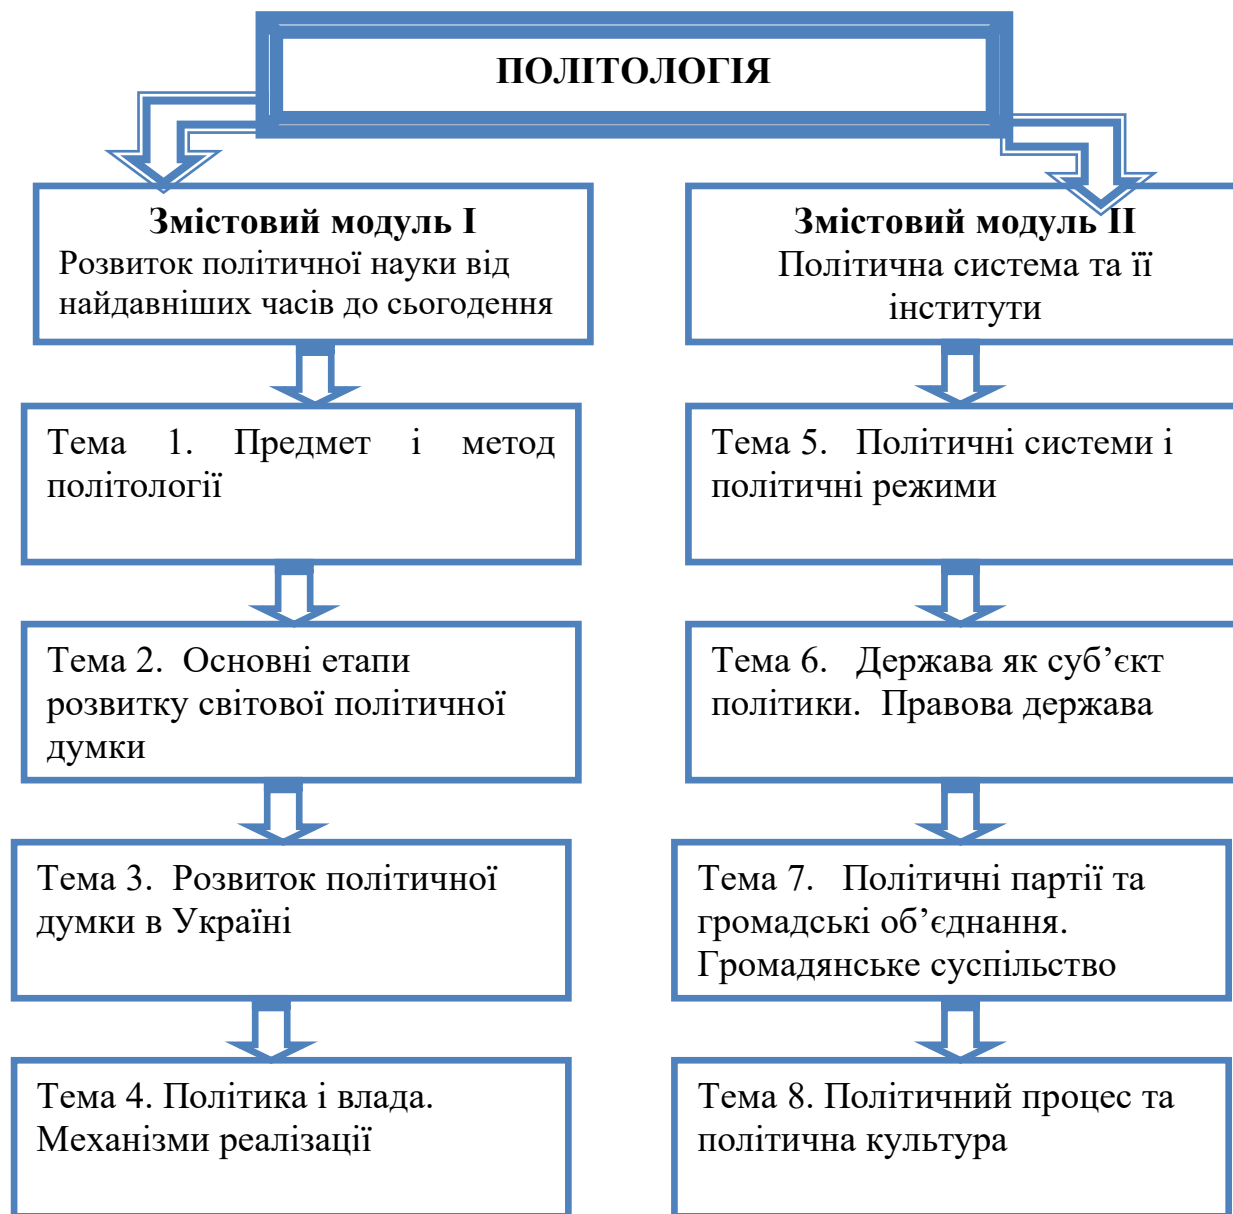 ПОЛІТОЛОГІЯ
Змістовий модуль І
Розвиток політичної науки від
найдавніших часів до сьогодення
Тема 1. Предмет і метод
політології
Тема 2. Основні етапи
розвитку світової політичної
думки
Тема 3. Розвиток політичної
думки в Україні
Тема 4. Політика і влада.
Механізми реалізації
Змістовий модуль ІІ
Політична система та її
інститути
Тема 5. Політичні системи і
політичні режими
Тема 6. Держава як суб’єкт
політики. Правова держава
Тема 7. Політичні партії та
громадські об’єднання.
Громадянське суспільство
Тема 8. Політичний процес та
політична культура